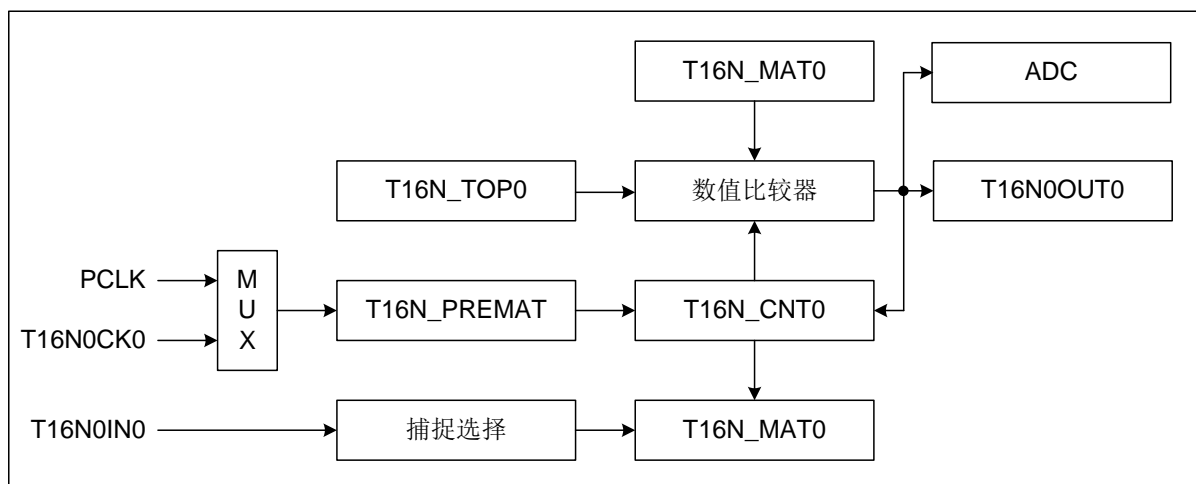 T16N_MAT0
ADC
T16N_TOP0
数值比较器
T16N0OUT0
PCLK
MUX
T16N_PREMAT
T16N_CNT0
T16N0CK0
T16N0IN0
捕捉选择
T16N_MAT0